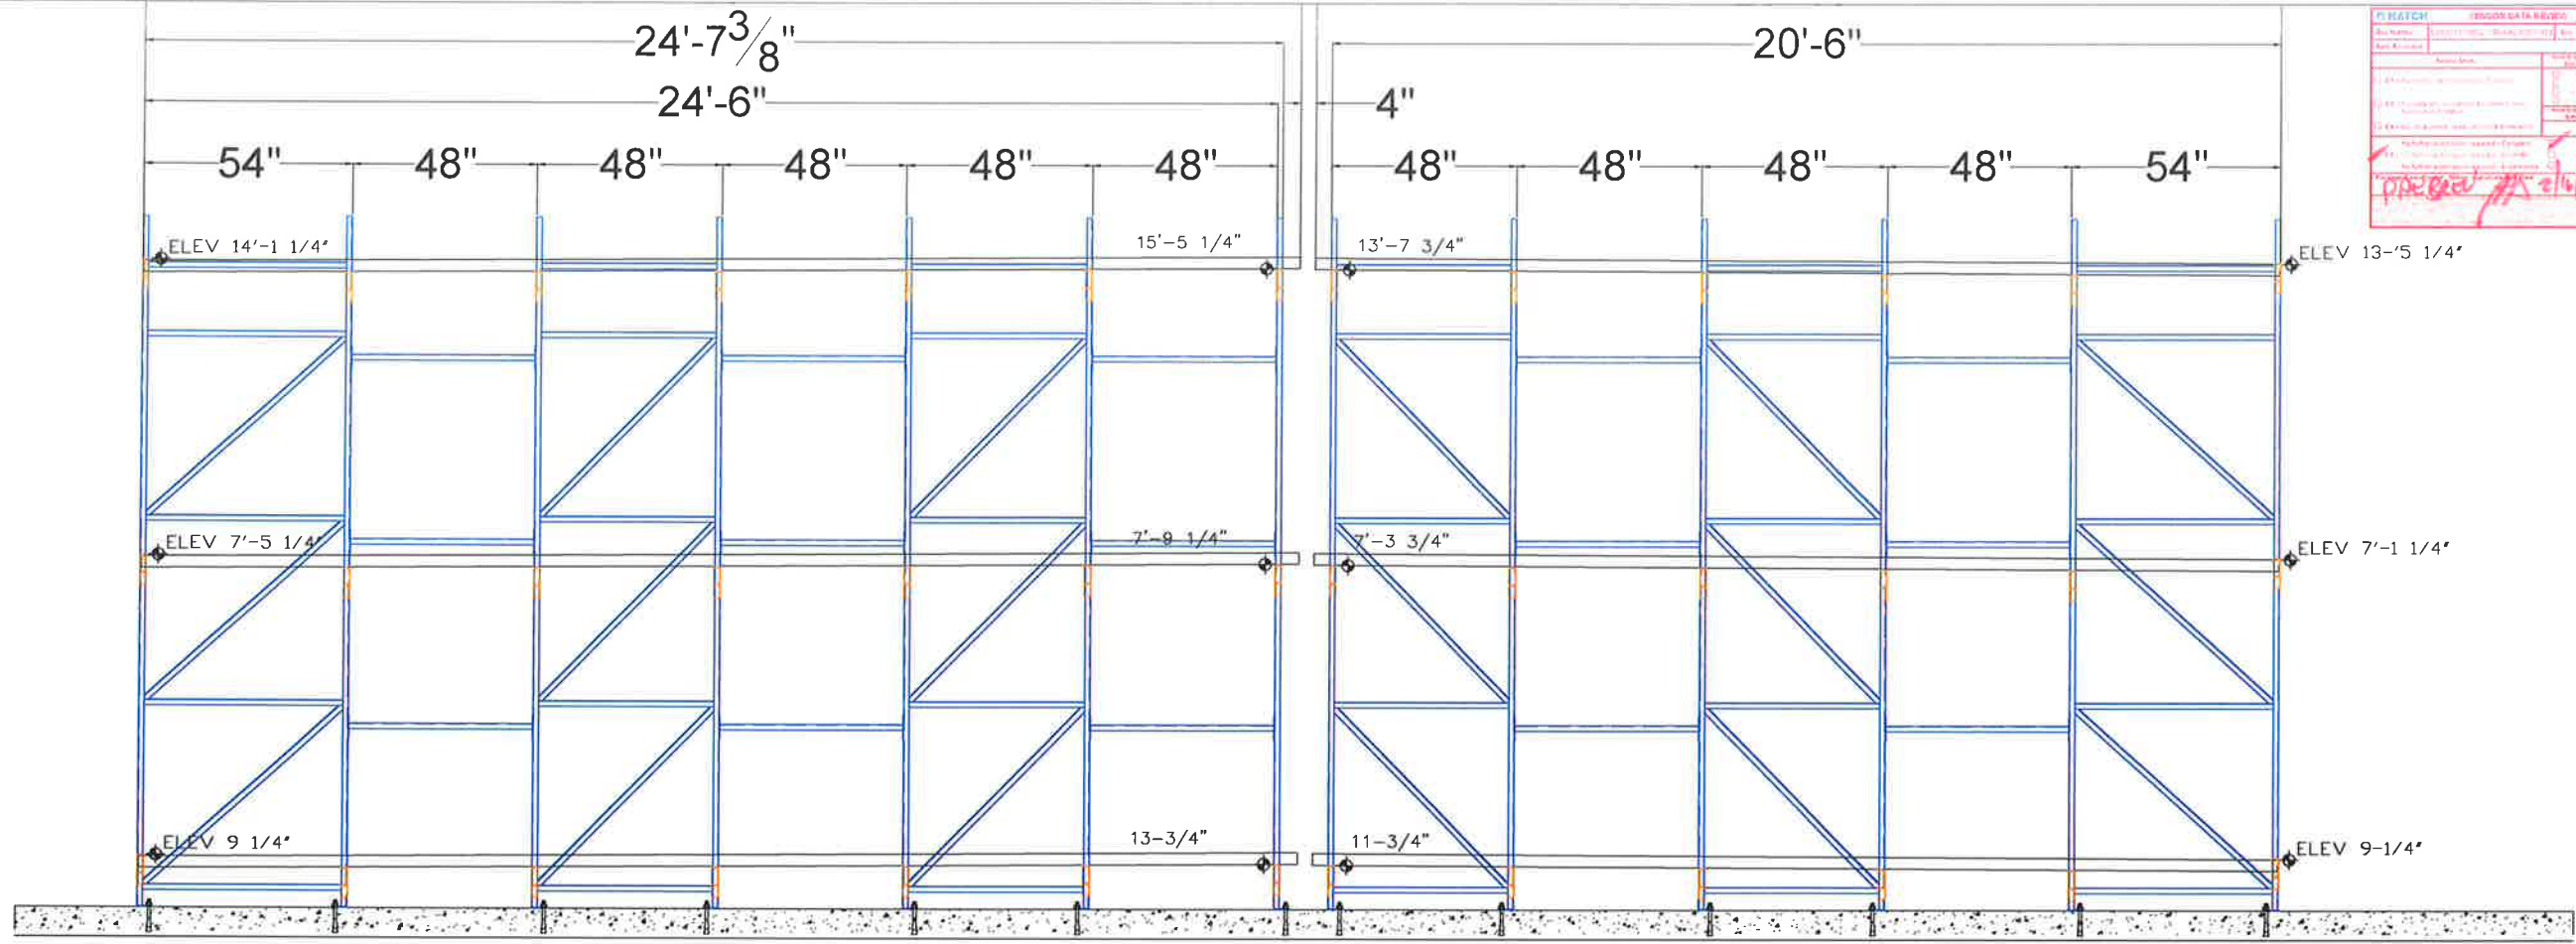 24'-7 3/8"
20'-6"
24'-6"
4"
54" 48" 48" 48" 48" 48" 48" 48" 48" 48" 54"
ELEV 14'-1 1/4" 15'-5 1/4" 13'-7 3/4" ELEV 13-'5 1/4"
ELEV 7'-5 1/4" 7'-9 1/4" 7'-3 3/4" ELEV 7'-1 1/4"
ELEV 9 1/4" 13-3/4" 11-3/4" ELEV 9-1/4"
HATCH